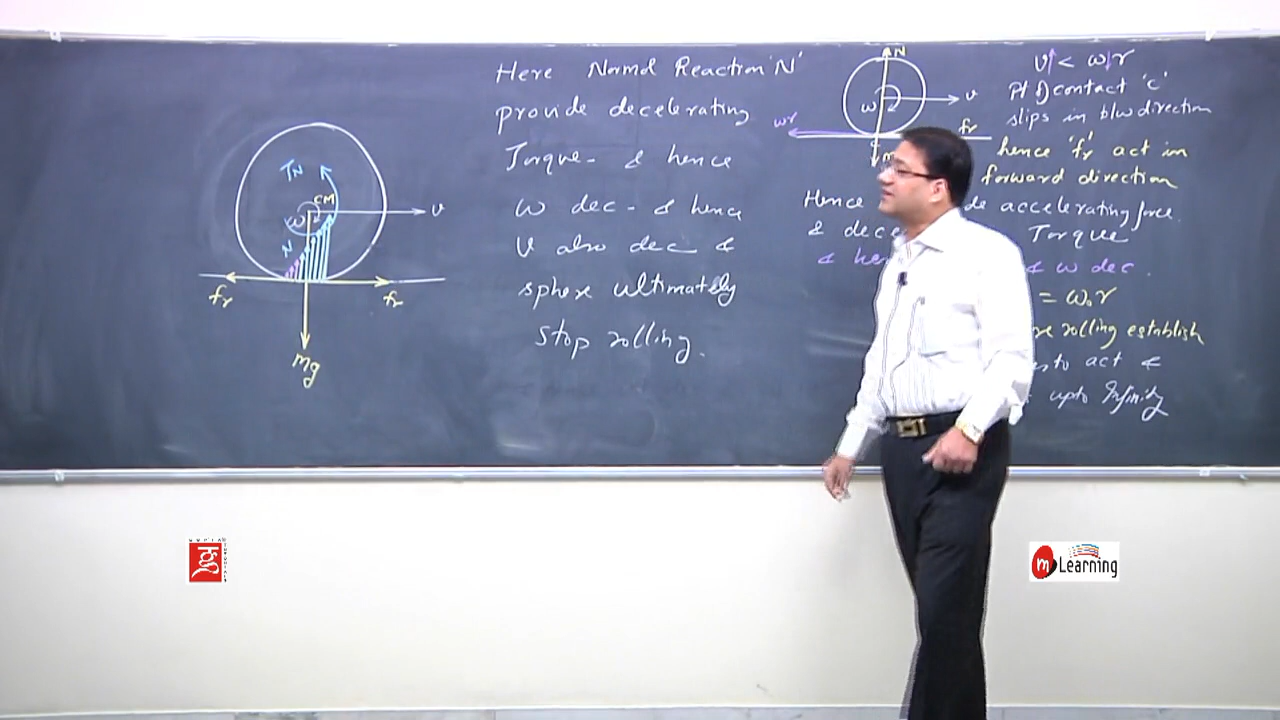 Here Normal Reaction 'N'
provide decelerating
Torque - & hence
ω dec - & hence
v also dec &
sphere ultimately
stop rolling.
TN
CM
ω
v
N
fr
fr
mg
N
ω
v
ωr
fr
v < ωr
Pt of contact 'c'
slips in b/w direction
hence 'fr' act in
forward direction
Hence
accelerating force.
& dece
Torque
& he
& ω dec.
= ω₀r
rolling establish
to act &
upto Infinity
m Learning